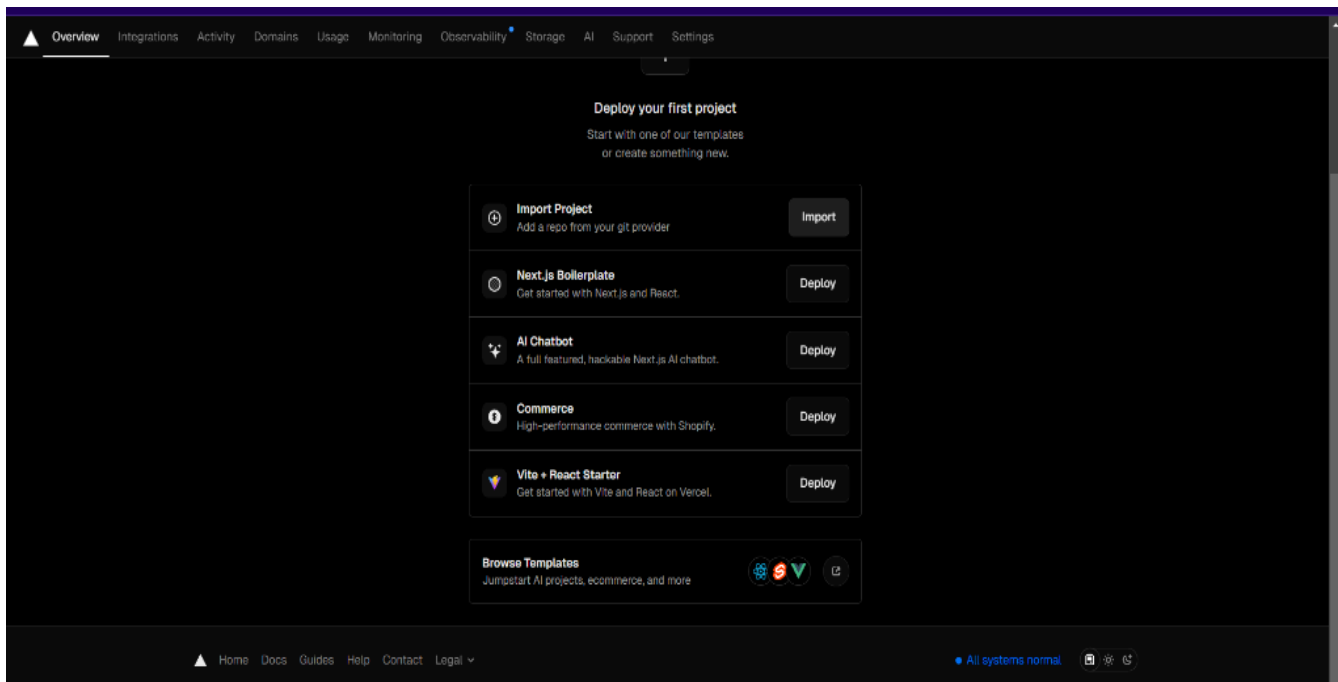 Overview Integrations Activity Domains Usage Monitoring Observability Storage AI Support Settings
Deploy your first project
Start with one of our templates
or create something new.
Import Project
Add a repo from your git provider
Import
Next.js Boilerplate
Get started with Next.js and React.
Deploy
AI Chatbot
A full featured, hackable Next.js AI chatbot.
Deploy
Commerce
High-performance commerce with Shopify.
Deploy
Vite + React Starter
Get started with Vite and React on Vercel.
Deploy
Browse Templates
Jumpstart AI projects, ecommerce, and more
Home Docs Guides Help Contact Legal
All systems normal